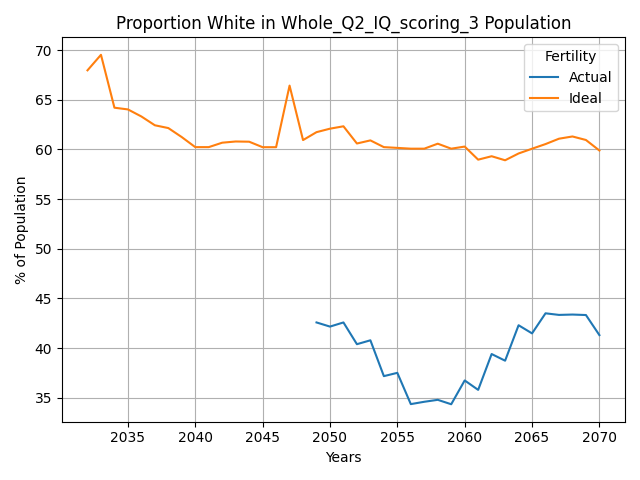 Proportion White in Whole_Q2_IQ_scoring_3 Population
Fertility
Actual
Ideal
% of Population
70
65
60
55
50
45
40
35
2035 2040 2045 2050 2055 2060 2065 2070
Years